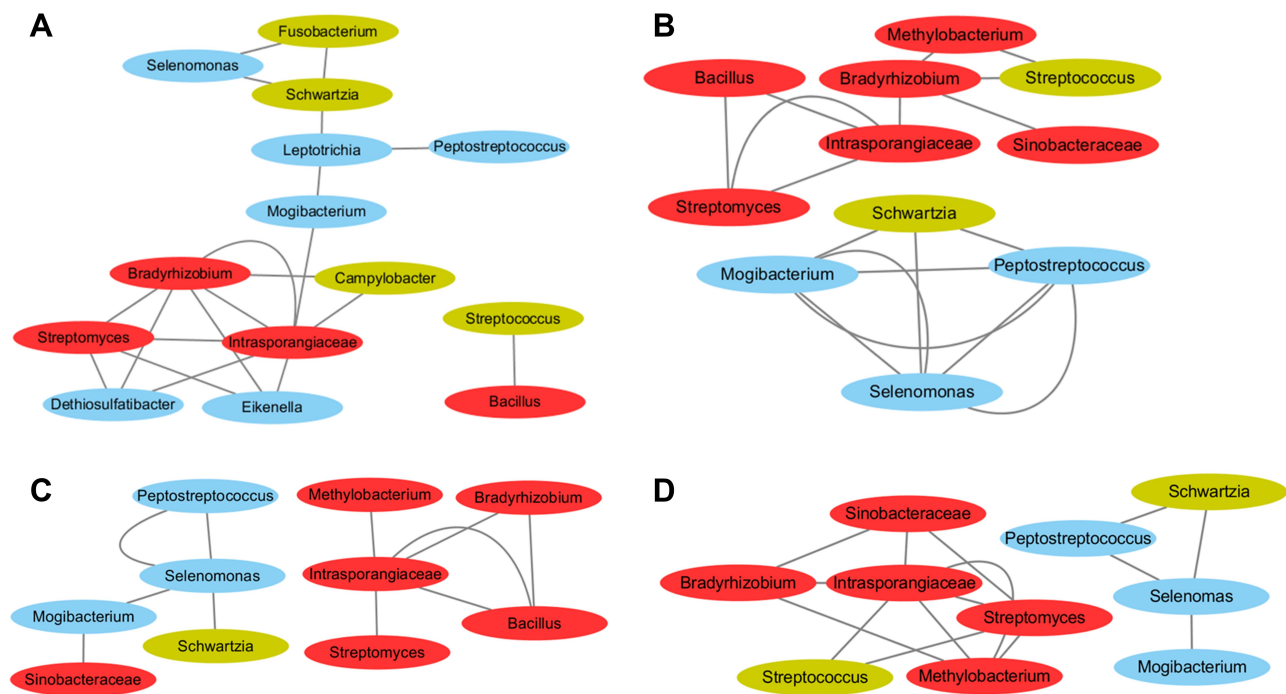 A
Fusobacterium
Selenomonas
Schwartzia
Leptotrichia
Peptostreptococcus
Mogibacterium
Bradyrhizobium
Campylobacter
Streptococcus
Streptomyces
Intrasporangiaceae
Dethiosulfatibacter
Eikenella
Bacillus
B
Methylobacterium
Bacillus
Bradyrhizobium
Streptococcus
Intrasporangiaceae
Sinobacteraceae
Streptomyces
Schwartzia
Mogibacterium
Peptostreptococcus
Selenomonas
C
Peptostreptococcus
Methylobacterium
Bradyrhizobium
Selenomonas
Intrasporangiaceae
Mogibacterium
Bacillus
Schwartzia
Streptomyces
Sinobacteraceae
D
Schwartzia
Sinobacteraceae
Peptostreptococcus
Bradyrhizobium
Intrasporangiaceae
Selenomas
Streptomyces
Mogibacterium
Streptococcus
Methylobacterium